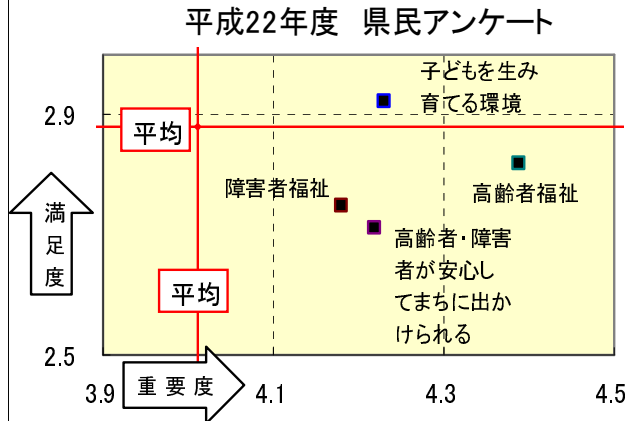 平成22年度 県民アンケート
子どもを生み
育てる環境
2.9
平均
障害者福祉
高齢者福祉
満足度
高齢者・障害
者が安心し
てまちに出か
けられる
平均
2.5
3.9
重要度
4.1
4.3
4.5